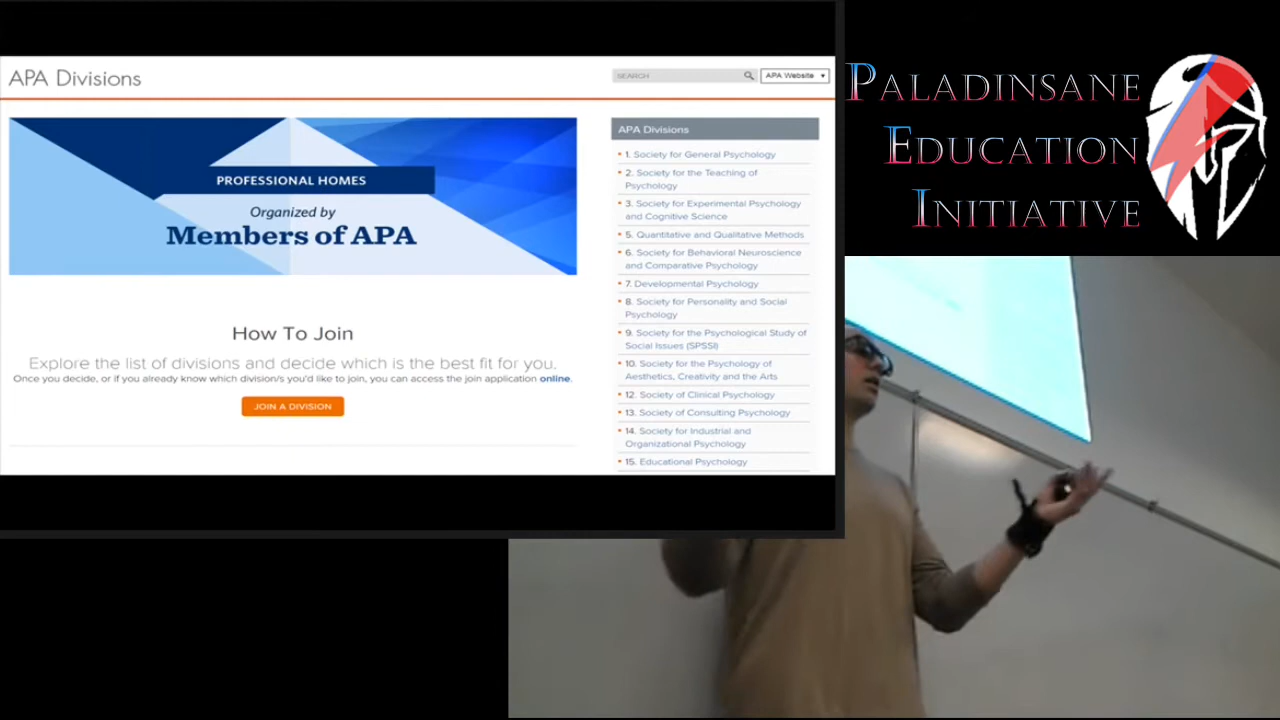 APA Divisions
SEARCH
APA Website
PROFESSIONAL HOMES
Organized by
Members of APA
How To Join
Explore the list of divisions and decide which is the best fit for you.
Once you decide, or if you already know which division/s you'd like to join, you can access the join application online.
JOIN A DIVISION
APA Divisions
1. Society for General Psychology
2. Society for the Teaching of
Psychology
3. Society for Experimental Psychology
and Cognitive Science
5. Quantitative and Qualitative Methods
6. Society for Behavioral Neuroscience
and Comparative Psychology
7. Developmental Psychology
8. Society for Personality and Social
Psychology
9. Society for the Psychological Study of
Social Issues (SPSSI)
10. Society for the Psychology of
Aesthetics, Creativity and the Arts
12. Society of Clinical Psychology
13. Society of Consulting Psychology
14. Society for Industrial and
Organizational Psychology
15. Educational Psychology
PALADINSANE
EDUCATION
INITIATIVE